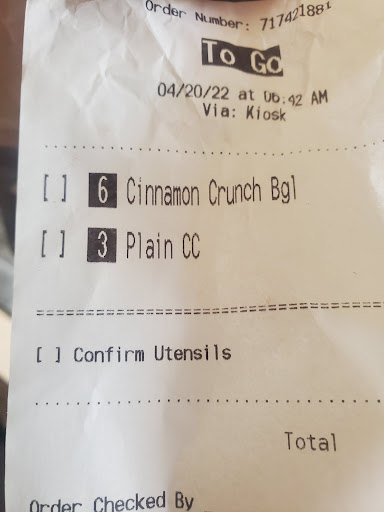 Order Number: 717421881
To Go
04/20/22 at 06:42 AM
Via: Kiosk
[ ] 6 Cinnamon Crunch Bgl
[ ] 3 Plain CC
[ ] Confirm Utensils
Total
Order Checked By